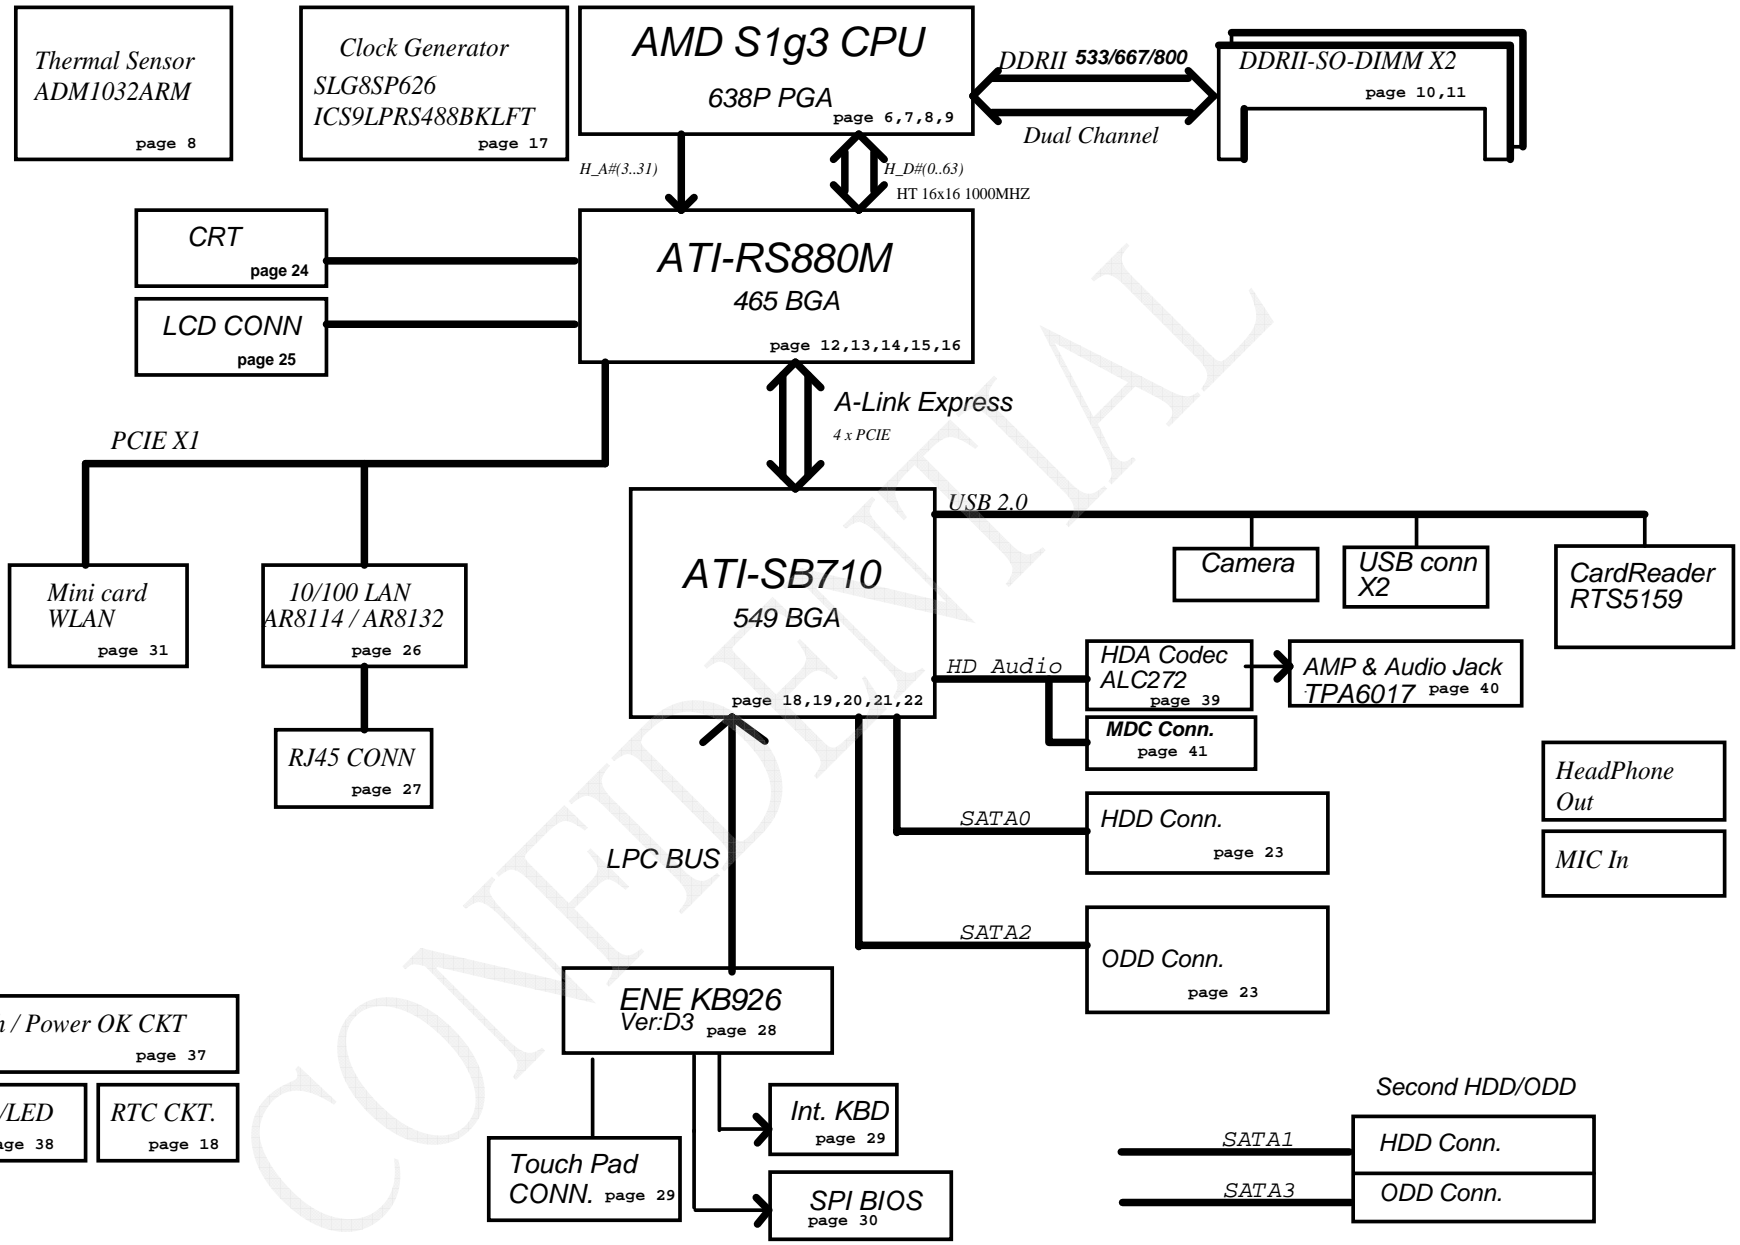 Thermal Sensor
ADM1032ARM
page 8
Clock Generator
SLG8SP626
ICS9LPRS488BKLFT
page 17
AMD S1g3 CPU
638P PGA
page 6,7,8,9
DDRII 533/667/800
Dual Channel
DDRII-SO-DIMM X2
page 10,11
H_A#(3..31)
H_D#(0..63)
HT 16x16 1000MHZ
CRT
page 24
LCD CONN
page 25
ATI-RS880M
465 BGA
page 12,13,14,15,16
A-Link Express
4 x PCIE
PCIE X1
Mini card
WLAN
page 31
10/100 LAN
AR8114 / AR8132
page 26
RJ45 CONN
page 27
ATI-SB710
549 BGA
page 18,19,20,21,22
USB 2.0
Camera
USB conn
X2
CardReader
RTS5159
HD Audio
HDA Codec
ALC272
page 39
AMP & Audio Jack
TPA6017 page 40
MDC Conn.
page 41
HeadPhone
Out
MIC In
SATA0
HDD Conn.
page 23
SATA2
ODD Conn.
page 23
LPC BUS
ENE KB926
Ver:D3 page 28
n / Power OK CKT
page 37
/LED
age 38
RTC CKT.
page 18
Touch Pad
CONN. page 29
Int. KBD
page 29
SPI BIOS
page 30
Second HDD/ODD
SATA1
HDD Conn.
SATA3
ODD Conn.
CONFIDENTIAL